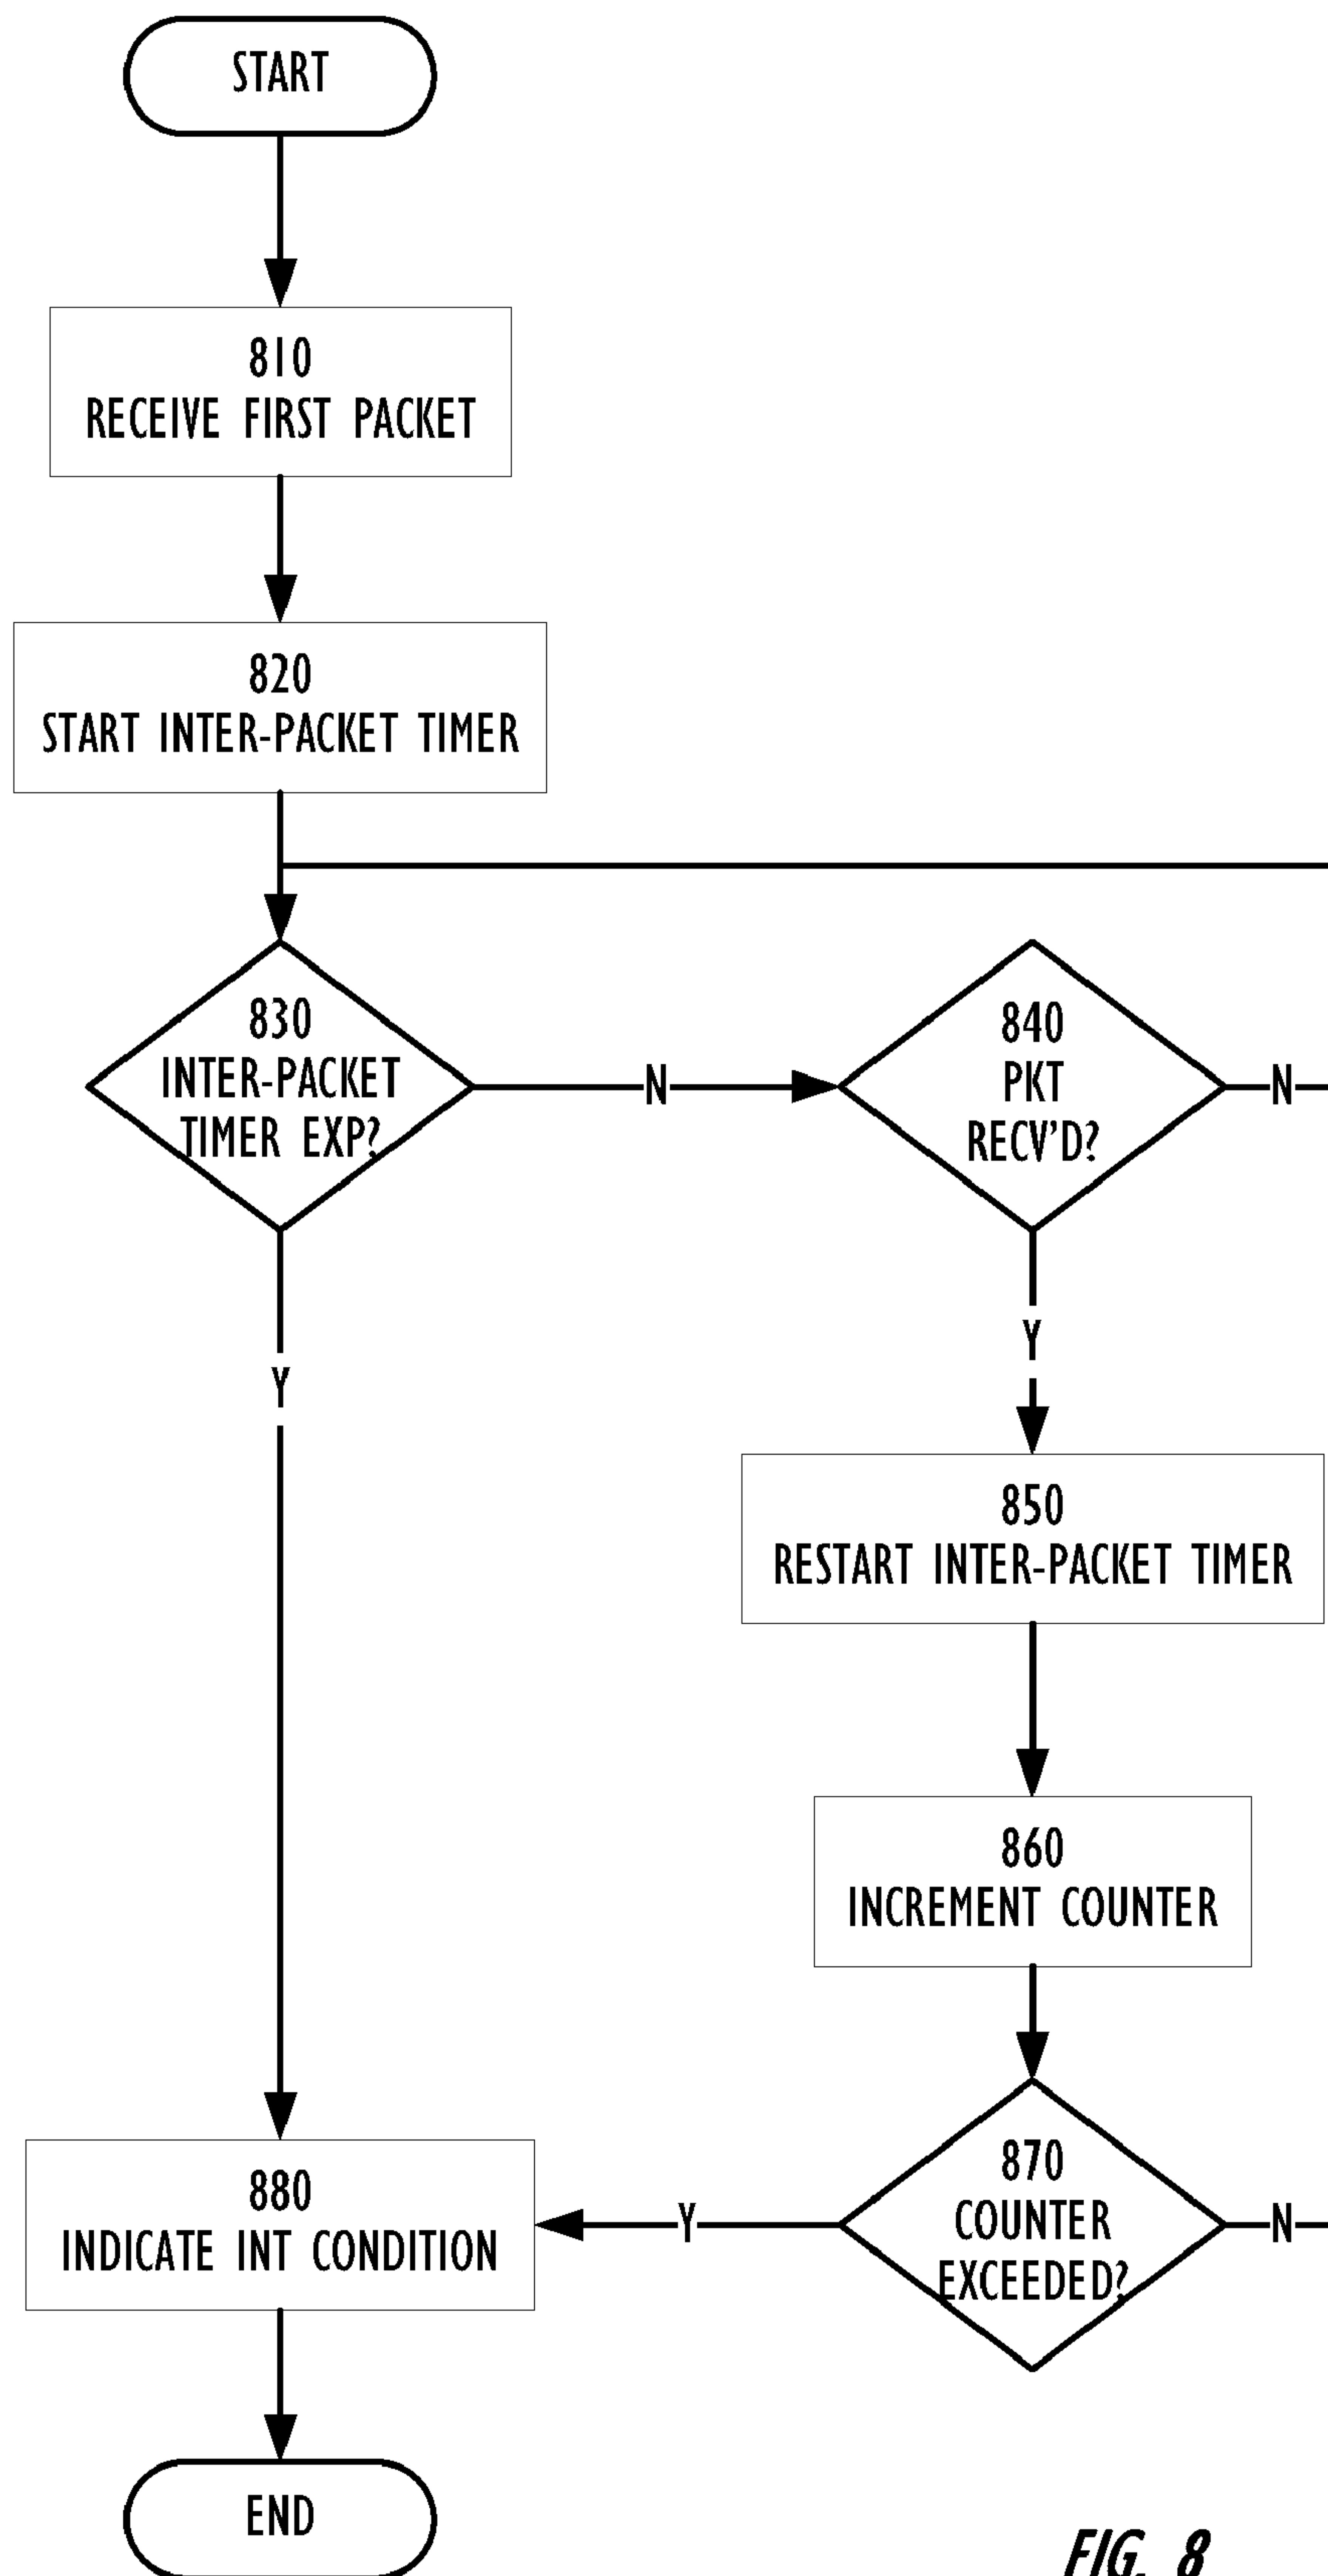 START
810
RECEIVE FIRST PACKET
820
START INTER-PACKET TIMER
830
INTER-PACKET
TIMER EXP?
N
840
PKT
RECV'D?
N
Y
Y
850
RESTART INTER-PACKET TIMER
860
INCREMENT COUNTER
870
COUNTER
EXCEEDED?
N
Y
880
INDICATE INT CONDITION
END
FIG. 8